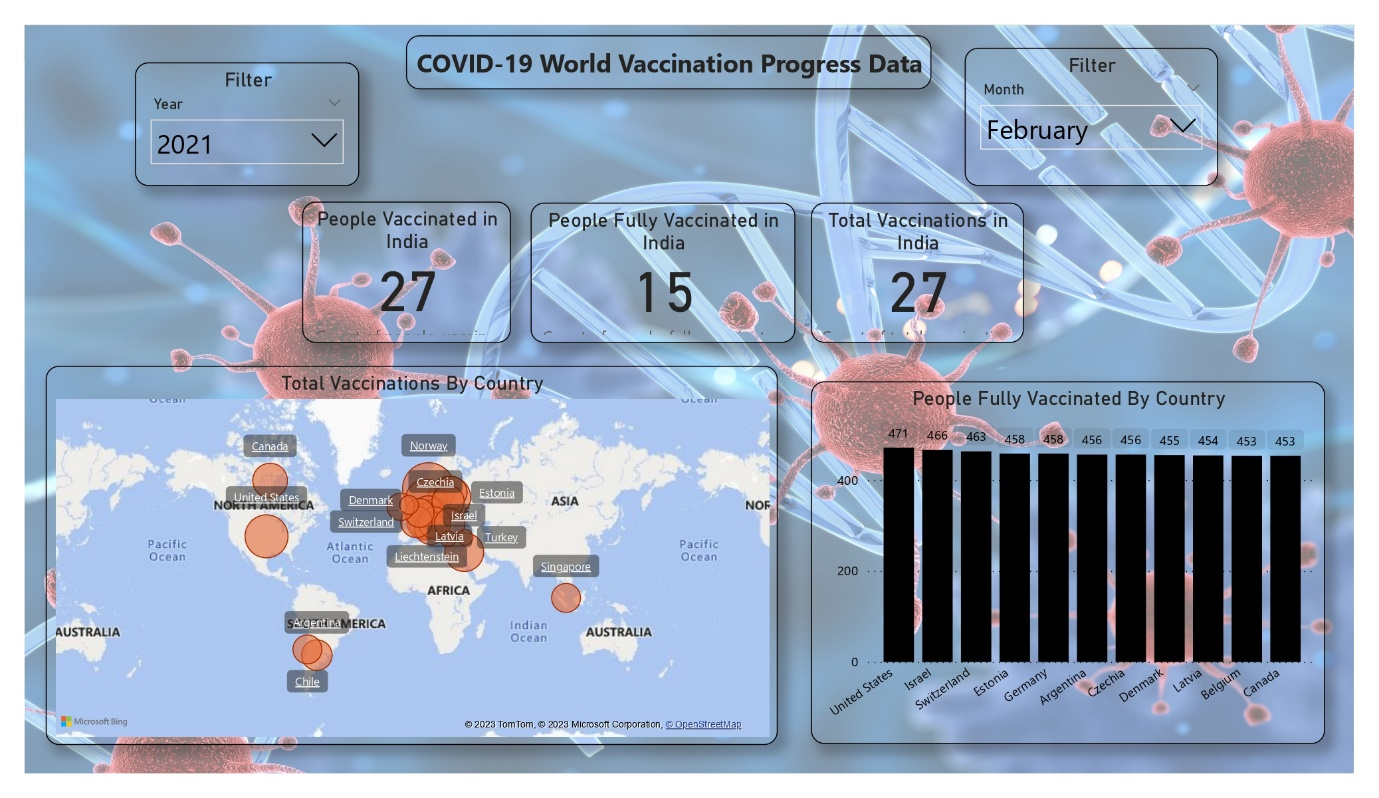 COVID-19 World Vaccination Progress Data
Filter
Year
2021
Filter
Month
February
People Vaccinated in
India
27
People Fully Vaccinated in
India
15
Total Vaccinations in
India
27
Total Vaccinations By Country
Ocean
Ocean
Canada
Norway
United States
NORTH AMERICA
Czechia
Denmark
Estonia
ASIA
NOR
Switzerland
Israel
Latvia
Turkey
Pacific
Ocean
Atlantic
Ocean
Pacific
Ocean
Liechtenstein
Singapore
AFRICA
Argentina
AMERICA
AUSTRALIA
Indian
Ocean
AUSTRALIA
Chile
Microsoft Bing
© 2023 TomTom, © 2023 Microsoft Corporation, © OpenStreetMap
People Fully Vaccinated By Country
471 466 463 458 458 456 456 455 454 453 453
400
200
0
United States
Israel
Switzerland
Estonia
Germany
Argentina
Czechia
Denmark
Latvia
Belgium
Canada